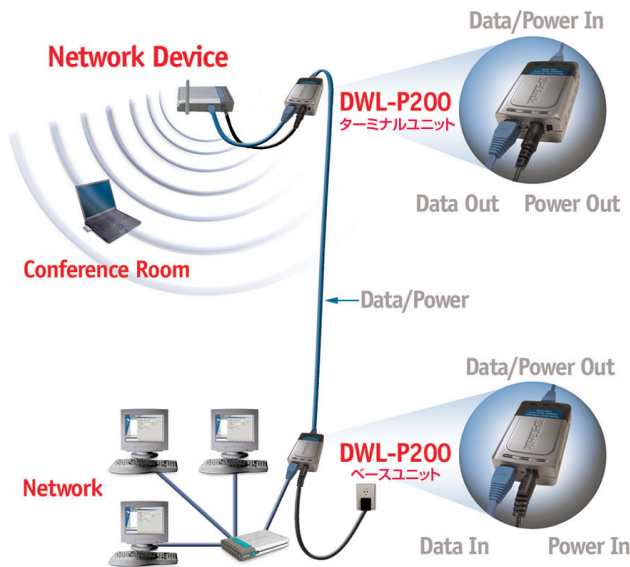 Data/Power In
Network Device
DWL-P200
ターミナルユニット
Data Out
Power Out
Conference Room
Data/Power
Data/Power Out
DWL-P200
ベースユニット
Network
Data In
Power In